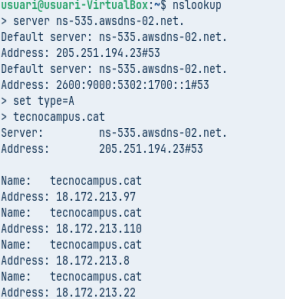 usuari@usuari-VirtualBox:~$ nslookup
> server ns-535.awsdns-02.net.
Default server: ns-535.awsdns-02.net.
Address: 205.251.194.23#53
Default server: ns-535.awsdns-02.net.
Address: 2600:9000:5302:1700::1#53
> set type=A
> tecnocampus.cat
Server:         ns-535.awsdns-02.net.
Address:        205.251.194.23#53

Name:   tecnocampus.cat
Address: 18.172.213.97
Name:   tecnocampus.cat
Address: 18.172.213.110
Name:   tecnocampus.cat
Address: 18.172.213.8
Name:   tecnocampus.cat
Address: 18.172.213.22